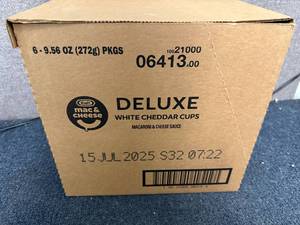 6 - 9.56 OZ (272g) PKGS
21000
06413.00
mac&
cheese
DELUXE
WHITE CHEDDAR CUPS
MACARONI & CHEESE SAUCE
15 JUL 2025 S32 07:22